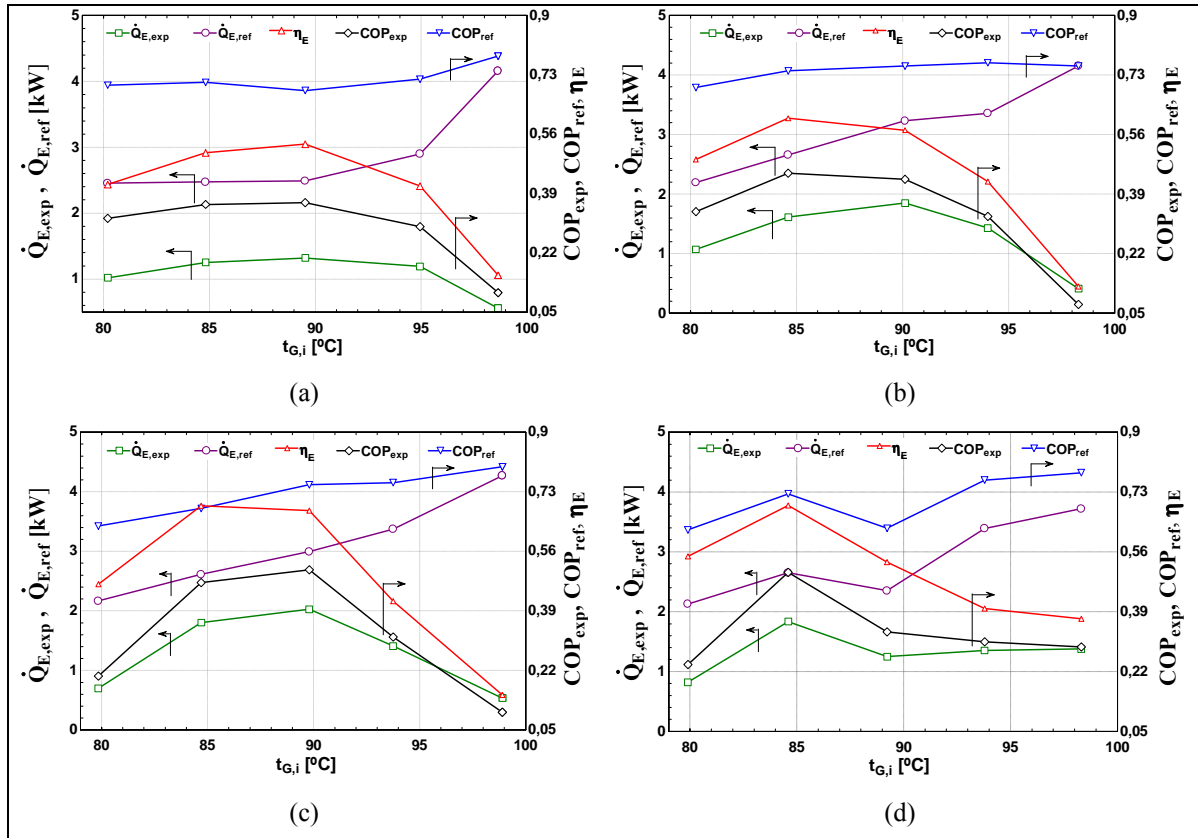 Q̇E,exp Q̇E,ref ηE COPexp COPref
5
4
3
2
1
Q̇E,exp , Q̇E,ref [kW]
0,9
0,73
0,56
0,39
0,22
0,05
COPexp, COPref, ηE
80 85 90 95 100
tG,i [ºC]
(a)
Q̇E,exp Q̇E,ref ηE COPexp COPref
5
4
3
2
1
0
Q̇E,exp , Q̇E,ref [kW]
0,9
0,73
0,56
0,39
0,22
0,05
COPexp, COPref, ηE
80 85 90 95 100
tG,i [ºC]
(b)
Q̇E,exp Q̇E,ref ηE COPexp COPref
5
4
3
2
1
0
Q̇E,exp , Q̇E,ref [kW]
0,9
0,73
0,56
0,39
0,22
0,05
COPexp, COPref, ηE
80 85 90 95 100
tG,i [ºC]
(c)
Q̇E,exp Q̇E,ref ηE COPexp COPref
5
4
3
2
1
0
Q̇E,exp , Q̇E,ref [kW]
0,9
0,73
0,56
0,39
0,22
0,05
COPexp, COPref, ηE
80 85 90 95 100
tG,i [ºC]
(d)